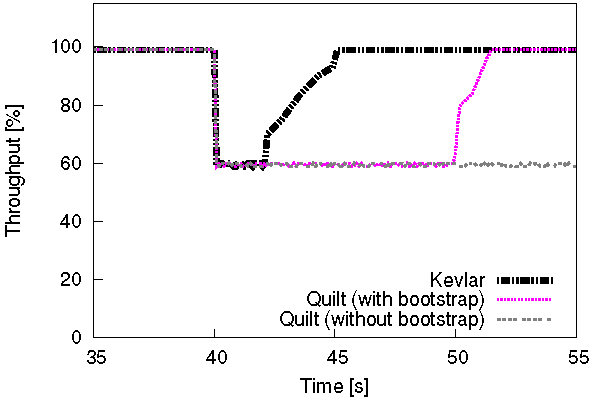 Throughput [%]
100
80
60
40
20
0
Kevlar
Quilt (with bootstrap)
Quilt (without bootstrap)
35 40 45 50 55
Time [s]